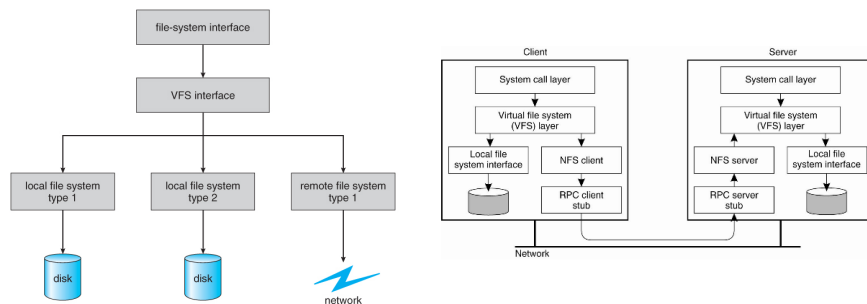 file-system interface
VFS interface
local file system
type 1
local file system
type 2
remote file system
type 1
disk
disk
network
Client
System call layer
Virtual file system
(VFS) layer
Local file
system interface
NFS client
RPC client
stub
Server
System call layer
Virtual file system
(VFS) layer
NFS server
Local file
system interface
RPC server
stub
Network